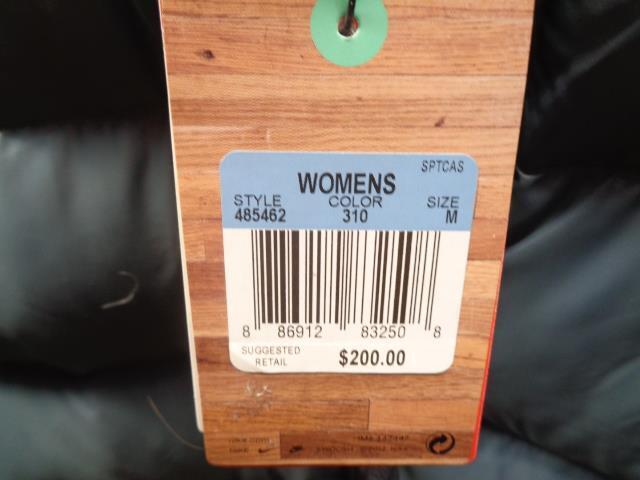 SPTCAS
WOMENS
STYLE COLOR SIZE
485462 310 M
8 86912 83250 8
SUGGESTED
RETAIL $200.00